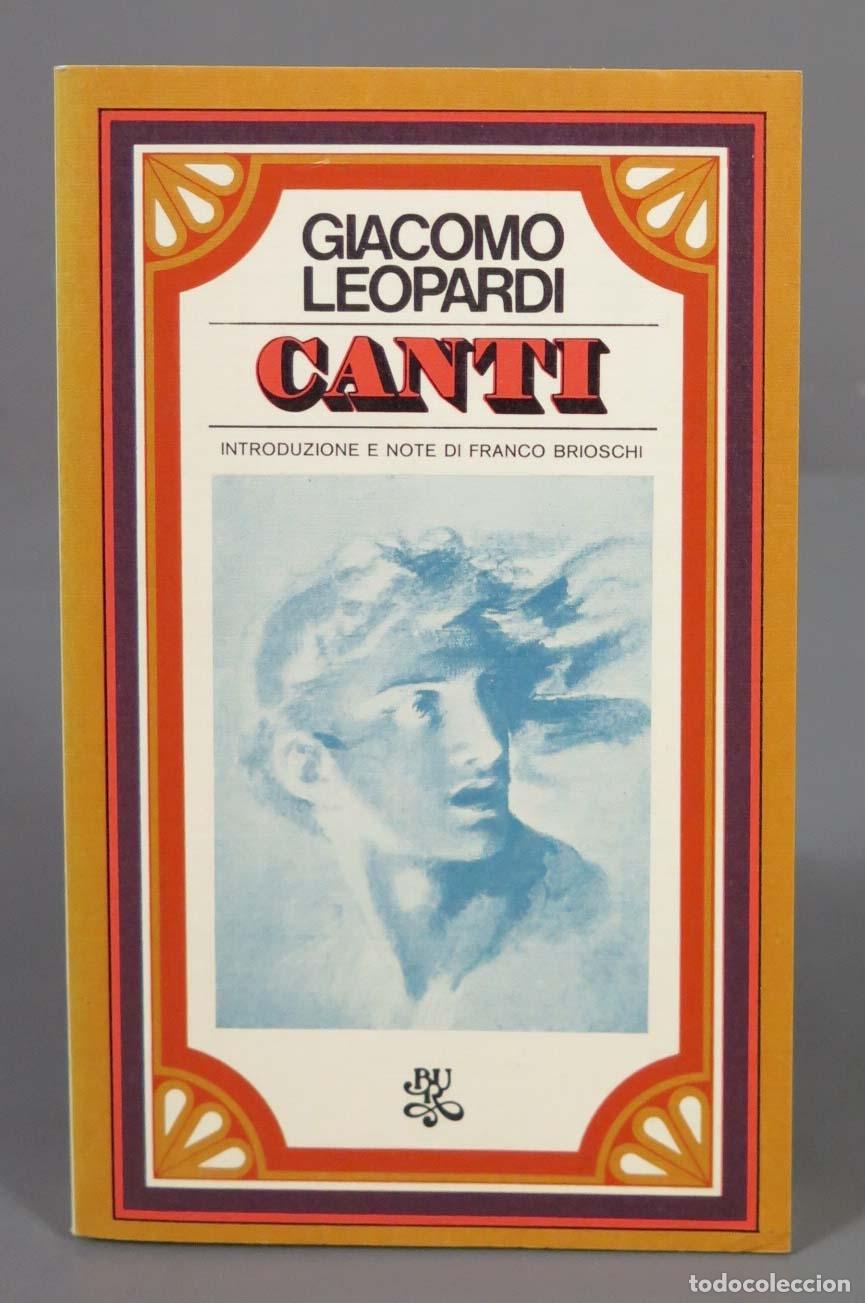 GIACOMO
LEOPARDI
CANTI
INTRODUZIONE E NOTE DI FRANCO BRIOSCHI
BUR
todocoleccion